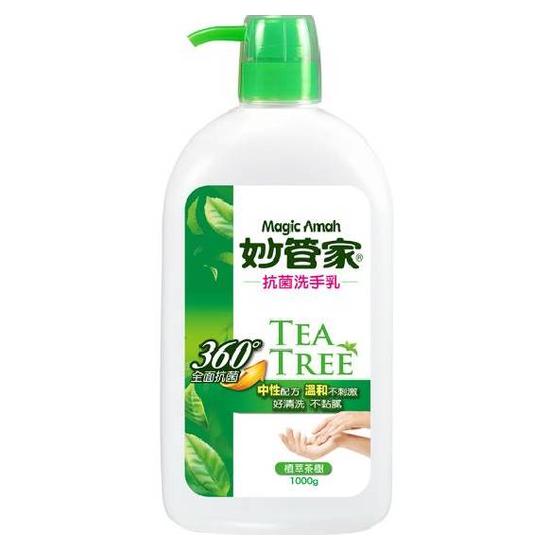 Magic Amah
妙管家®
抗菌洗手乳
TEA
TREE
360°
全面抗菌
中性配方 溫和不刺激
好清洗 不黏膩
植萃茶樹
1000g